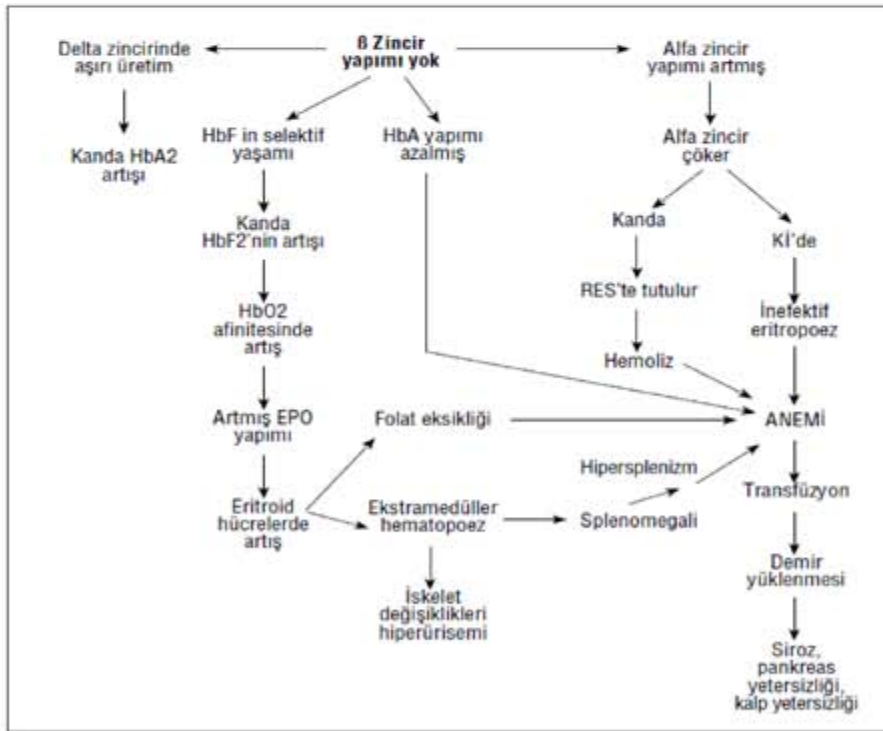 Delta zincirinde
aşırı üretim
ß Zincir
yapımı yok
Alfa zincir
yapımı artmış
Kanda HbA2
artışı
HbF in selektif
yaşamı
HbA yapımı
azalmış
Alfa zincir
çöker
Kanda
HbF2'nin artışı
Kanda
Kİ'de
HbO2
afinitesinde
artış
RES'te tutulur
İnefektif
eritropoez
Hemoliz
Artmış EPO
yapımı
Folat eksikliği
ANEMİ
Hipersplenizm
Eritroid
hücrelerde
artış
Ekstramedüller
hematopoez
Splenomegali
Transfüzyon
İskelet
değişiklikleri
hiperürisemi
Demir
yüklenmesi
Siroz,
pankreas
yetersizliği,
kalp yetersizliği